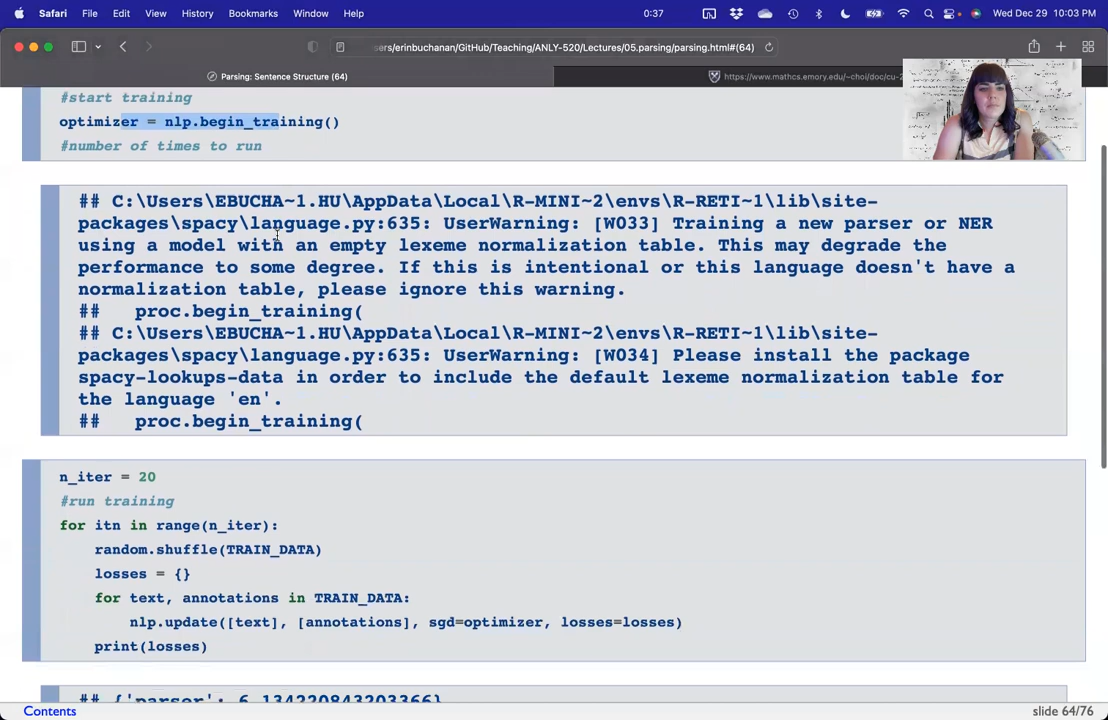 Safari File Edit View History Bookmarks Window Help 0:37 Wed Dec 29 10:03 PM
ers/erinbuchanan/GitHub/Teaching/ANLY-520/Lectures/05.parsing/parsing.html#(64)
Parsing: Sentence Structure (64) https://www.mathcs.emory.edu/~choi/doc/cu-2
#start training
optimizer = nlp.begin_training()
#number of times to run
## C:\Users\EBUCHA~1.HU\AppData\Local\R-MINI~2\envs\R-RETI~1\lib\site-
packages\spacy\language.py:635: UserWarning: [W033] Training a new parser or NER
using a model with an empty lexeme normalization table. This may degrade the
performance to some degree. If this is intentional or this language doesn't have a
normalization table, please ignore this warning.
## proc.begin_training(
## C:\Users\EBUCHA~1.HU\AppData\Local\R-MINI~2\envs\R-RETI~1\lib\site-
packages\spacy\language.py:635: UserWarning: [W034] Please install the package
spacy-lookups-data in order to include the default lexeme normalization table for
the language 'en'.
## proc.begin_training(
n_iter = 20
#run training
for itn in range(n_iter):
    random.shuffle(TRAIN_DATA)
    losses = {}
    for text, annotations in TRAIN_DATA:
        nlp.update([text], [annotations], sgd=optimizer, losses=losses)
    print(losses)
## {'parser': 6.134220843203366}
Contents slide 64/76